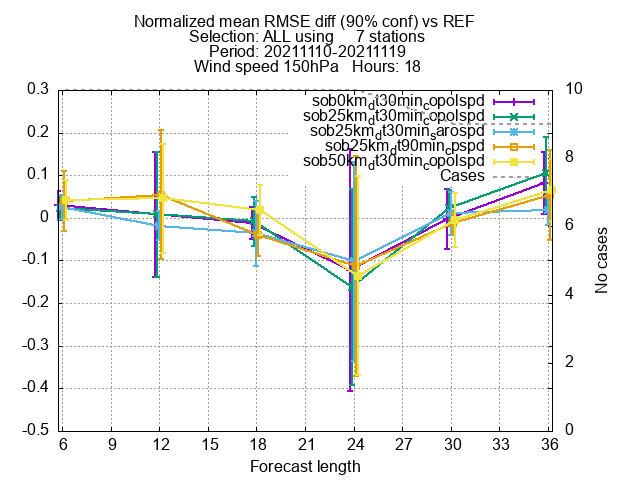 Normalized mean RMSE diff (90% conf) vs REF
Selection: ALL using 7 stations
Period: 20211110-20211119
Wind speed 150hPa Hours: 18
0.3
0.2
0.1
0
-0.1
-0.2
-0.3
-0.4
-0.5
sob0km_dt30min_copolspd
sob25km_dt30min_copolspd
sob25km_dt30min_sarospd
sob25km_dt90min_cpspd
sob50km_dt30min_copolspd
Cases
10
8
6
4
2
0
No cases
6 9 12 15 18 21 24 27 30 33 36
Forecast length